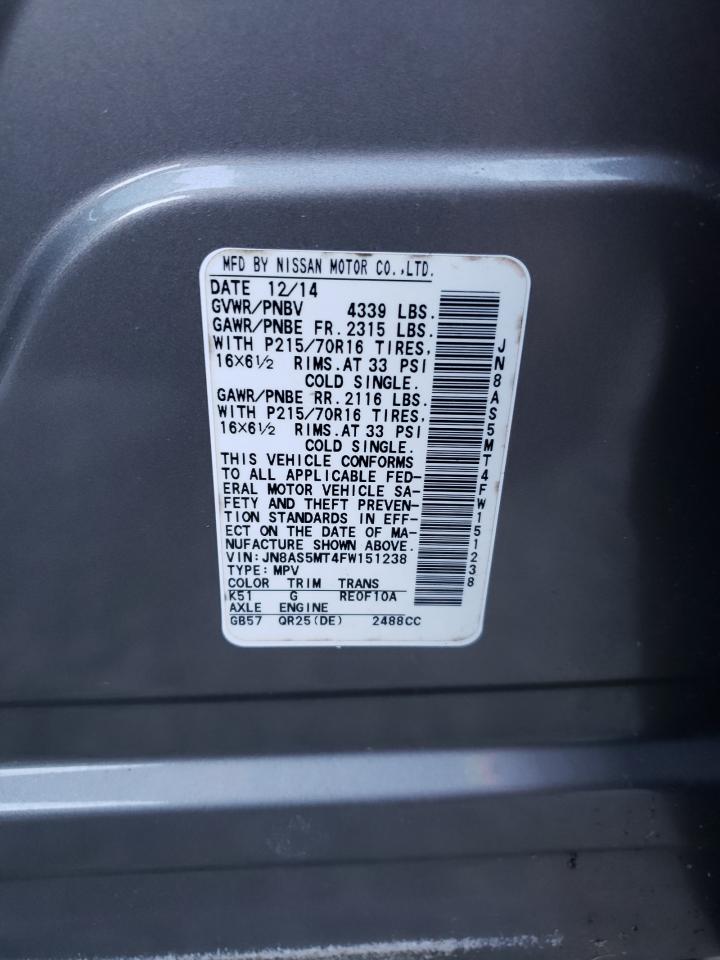 MFD BY NISSAN MOTOR CO.,LTD.
DATE 12/14
GVWR/PNBV 4339 LBS.
GAWR/PNBE FR. 2315 LBS.
WITH P215/70R16 TIRES,
16×6½ RIMS.AT 33 PSI
COLD SINGLE.
GAWR/PNBE RR. 2116 LBS.
WITH P215/70R16 TIRES,
16×6½ RIMS.AT 33 PSI
COLD SINGLE.
THIS VEHICLE CONFORMS
TO ALL APPLICABLE FED-
ERAL MOTOR VEHICLE SA-
FETY AND THEFT PREVEN-
TION STANDARDS IN EFF-
ECT ON THE DATE OF MA-
NUFACTURE SHOWN ABOVE.
VIN: JN8AS5MT4FW151238
TYPE: MPV
COLOR TRIM TRANS
K51 G RE0F10A
AXLE ENGINE
GB57 QR25(DE) 2488CC
JN8AS5MT4FW151238